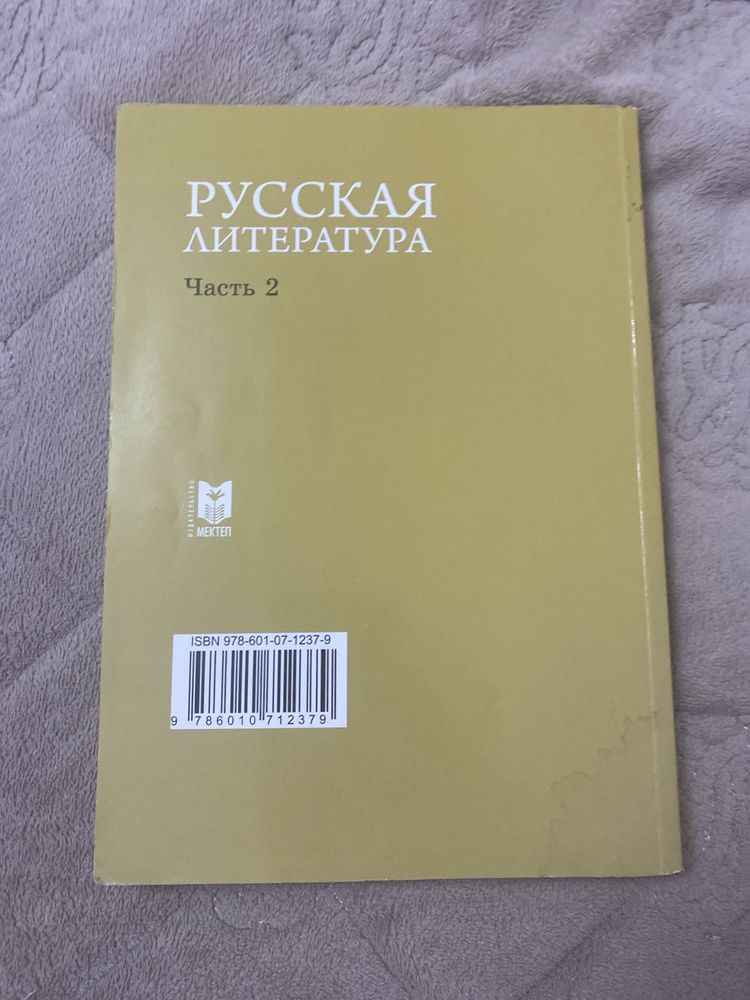 РУССКАЯ
ЛИТЕРАТУРА
Часть 2
ИЗДАТЕЛЬСТВО
МЕКТЕП
ISBN 978-601-07-1237-9
9 786010 712379